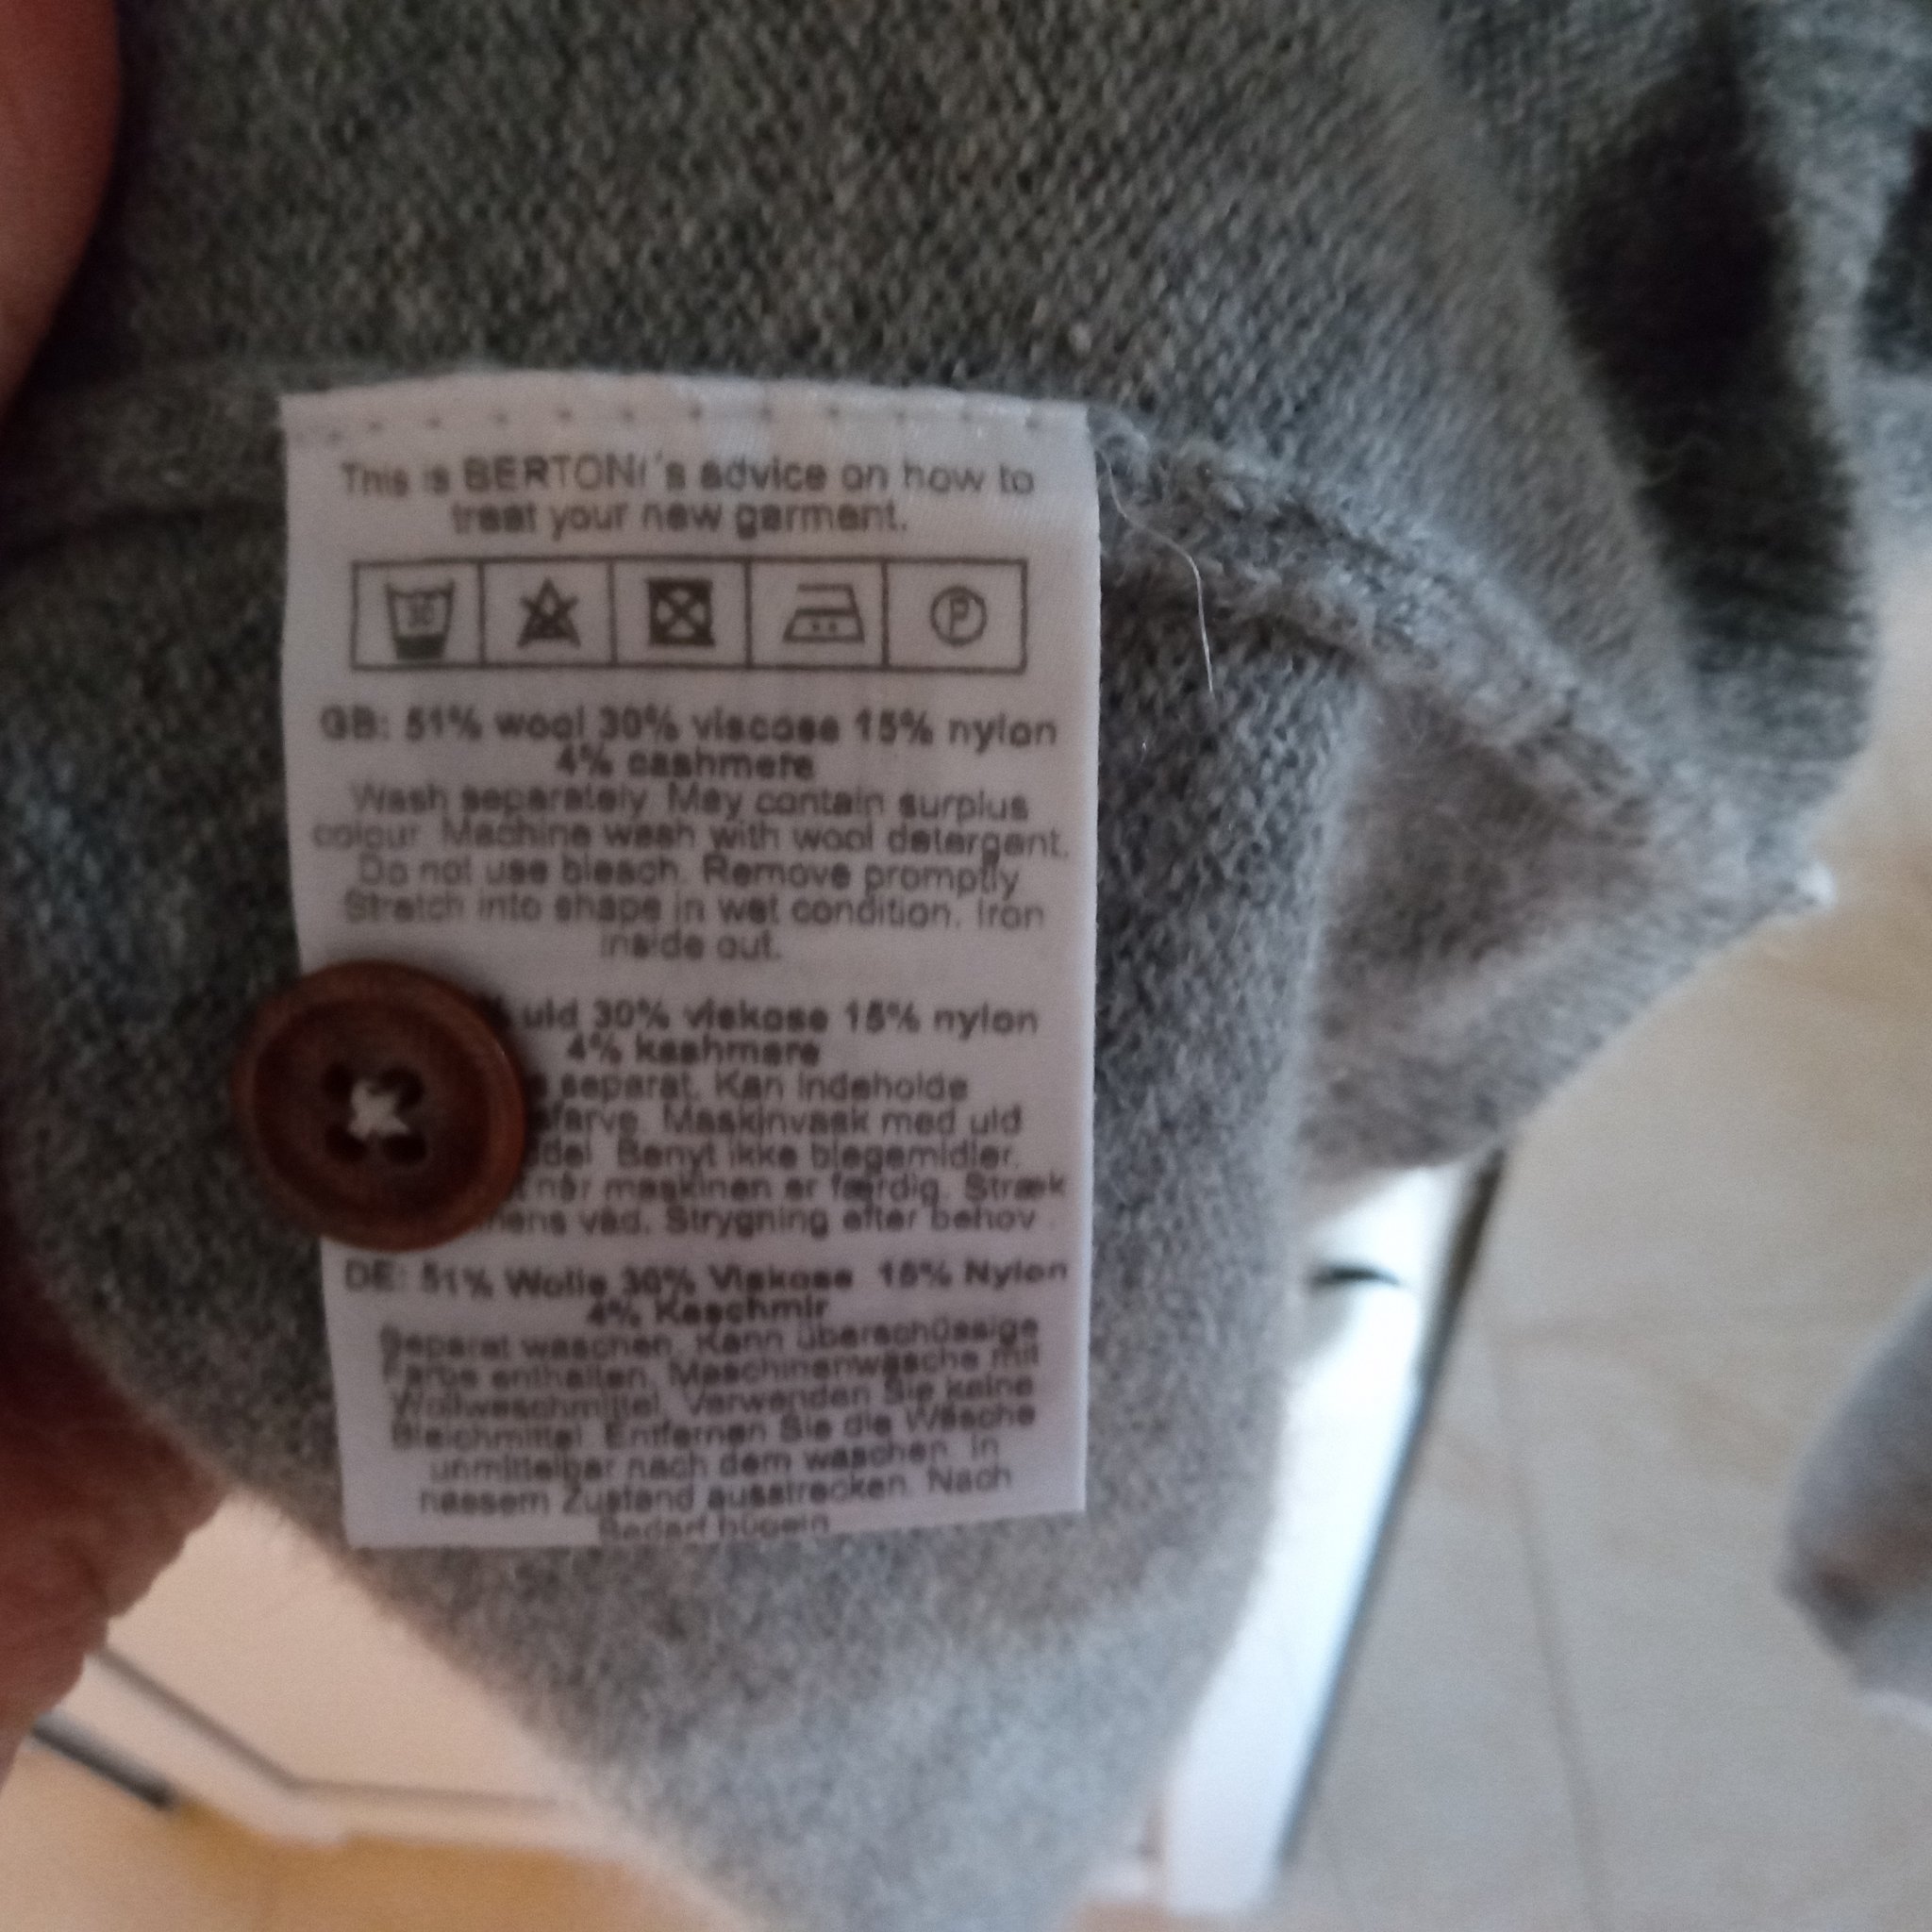 This is BERTONI's advice on how to
treat your new garment.
30
P
GB: 51% wool 30% viscose 15% nylon
4% cashmere
Wash separately. May contain surplus
colour. Machine wash with wool detergent.
Do not use bleach. Remove promptly
Stretch into shape in wet condition. Iron
inside out.
uld 30% viskose 15% nylon
4% kashmere
separat. Kan indeholde
sfarve. Maskinvask med uld
del. Benyt ikke blegemidler.
når maskinen er færdig. Stræk
mens våd. Strygning efter behov.
DE: 51% Wolle 30% Viskose 15% Nylon
4% Kaschmir
Separat waschen. Kann überschüssige
Farbe enthalten. Maschinenwäsche mit
Wollwaschmittel. Verwenden Sie keine
Bleichmittel. Entfernen Sie die Wäsche
unmittelbar nach dem waschen. In
nassem Zustand ausstrecken. Nach
Bedarf bügeln